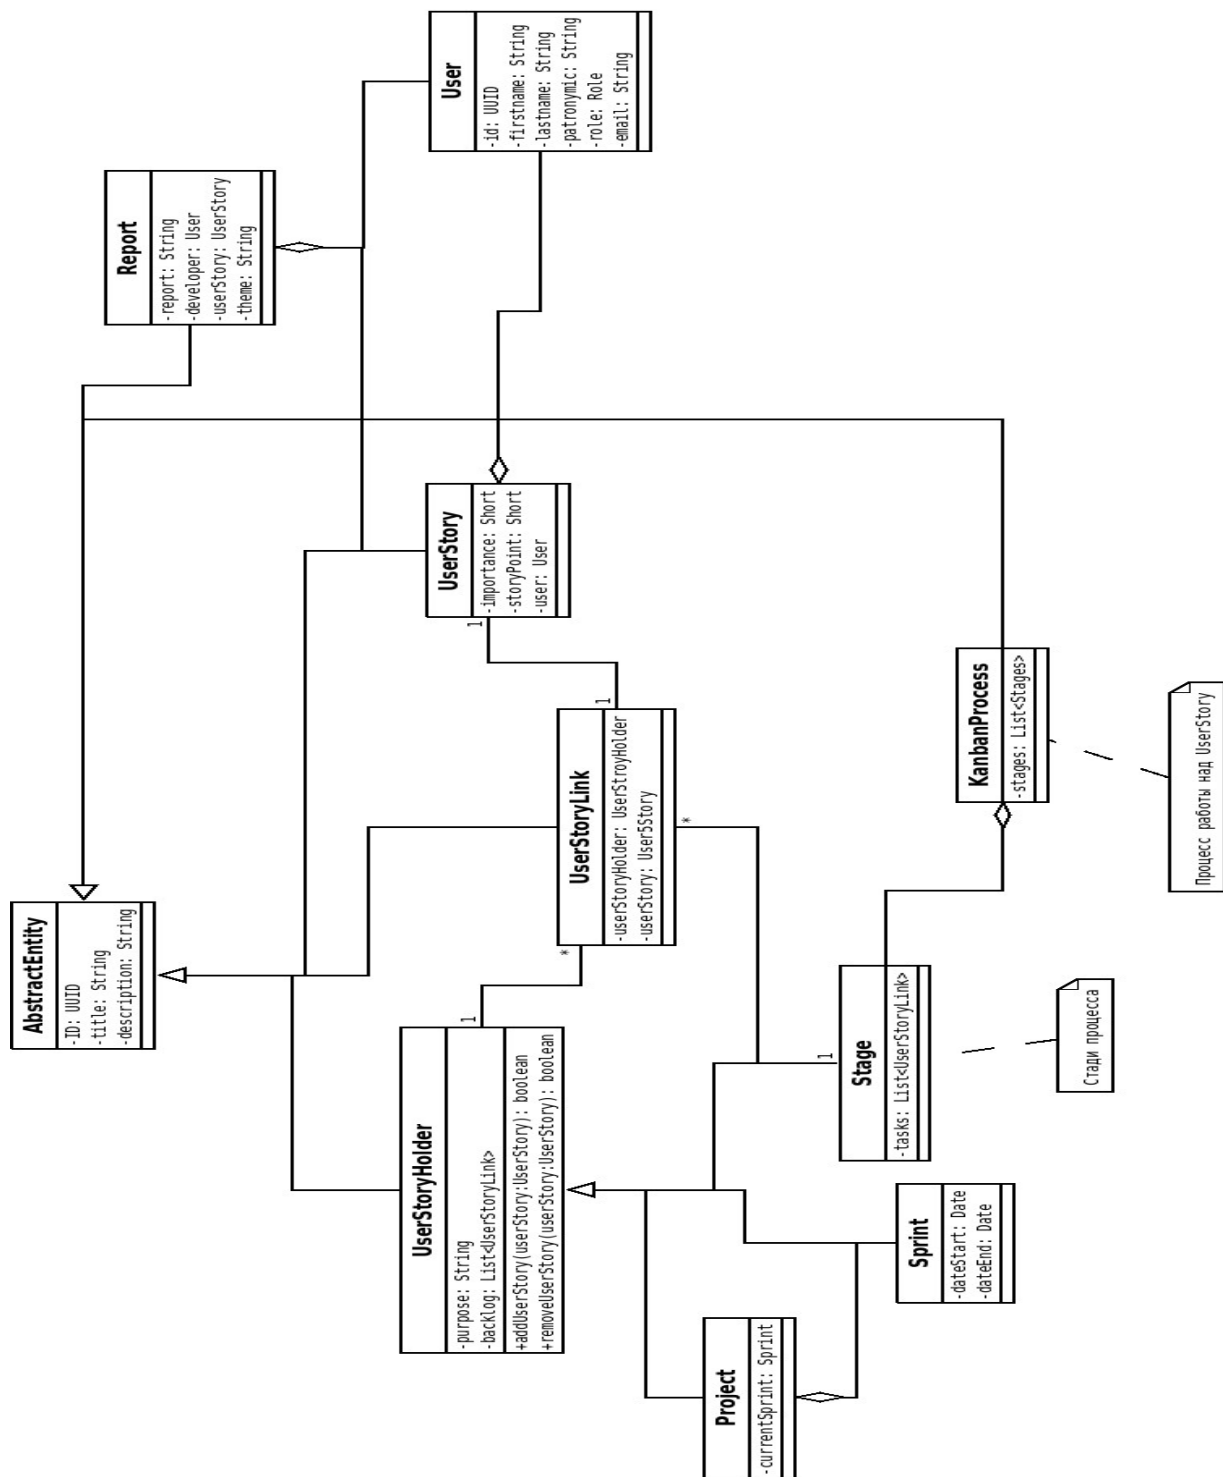 AbstractEntity
-ID: UUID
-title: String
-description: String
Report
-report: String
-developer: User
-userStory: UserStory
-theme: String
User
-id: UUID
-firstname: String
-lastname: String
-patronymic: String
-role: Role
-email: String
UserStoryHolder
-purpose: String
-backlog: List<UserStoryLink>
+addUserStory(userStory:UserStory): boolean
+removeUserStory(userStory:UserStory): boolean
1
*
UserStoryLink
-userStoryHolder: UserStroyHolder
-userStory: User5Story
1
1
*
UserStory
-importance: Short
-storyPoint: Short
-user: User
Project
-currentSprint: Sprint
Sprint
-dateStart: Date
-dateEnd: Date
1
Stage
-tasks: List<UserStoryLink>
KanbanProcess
-stages: List<Stages>
Стади процесса
Процесс работы над UserStory